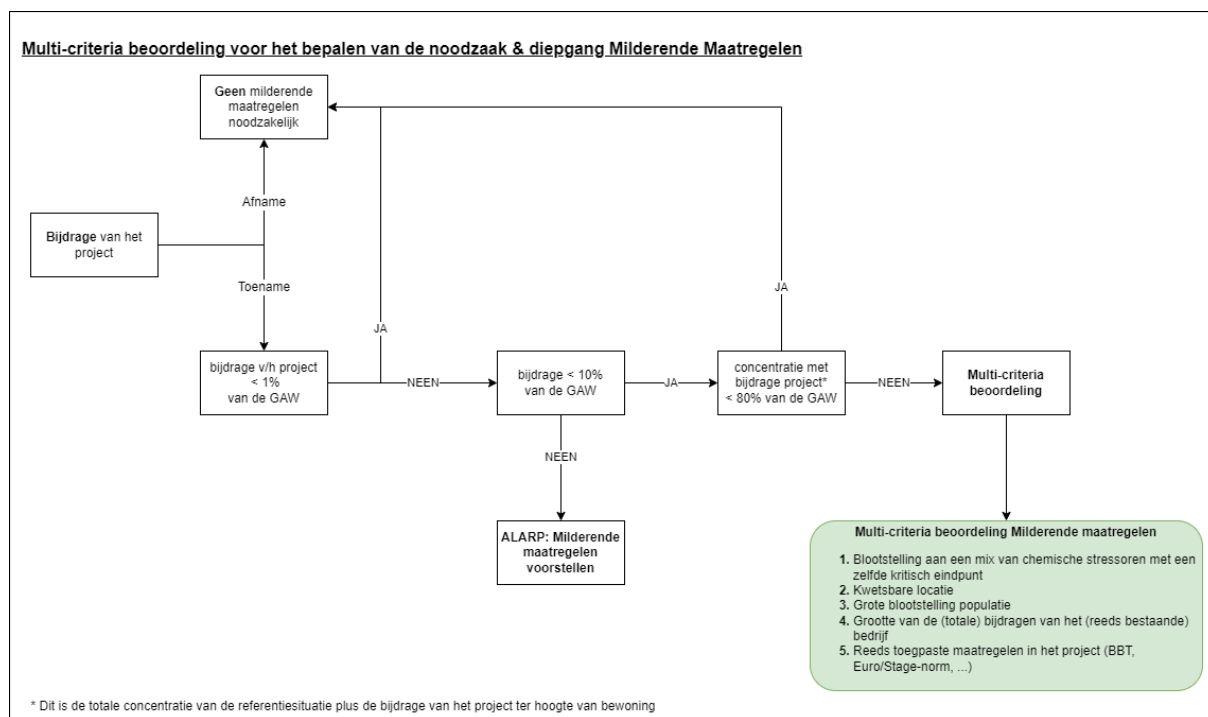 Multi-criteria beoordeling voor het bepalen van de noodzaak & diepgang Milderende Maatregelen
Geen milderende
maatregelen
noodzakelijk
Afname
Bijdrage van het
project
Toename
JA
JA
bijdrage v/h project
< 1%
van de GAW
NEEN
bijdrage < 10%
van de GAW
JA
concentratie met
bijdrage project*
< 80% van de GAW
NEEN
Multi-criteria
beoordeling
NEEN
ALARP: Milderende
maatregelen
voorstellen
Multi-criteria beoordeling Milderende maatregelen
1. Blootstelling aan een mix van chemische stressoren met een
zelfde kritisch eindpunt
2. Kwetsbare locatie
3. Grote blootstelling populatie
4. Grootte van de (totale) bijdragen van het (reeds bestaande)
bedrijf
5. Reeds toegpaste maatregelen in het project (BBT,
Euro/Stage-norm, ...)
* Dit is de totale concentratie van de referentiesituatie plus de bijdrage van het project ter hoogte van bewoning